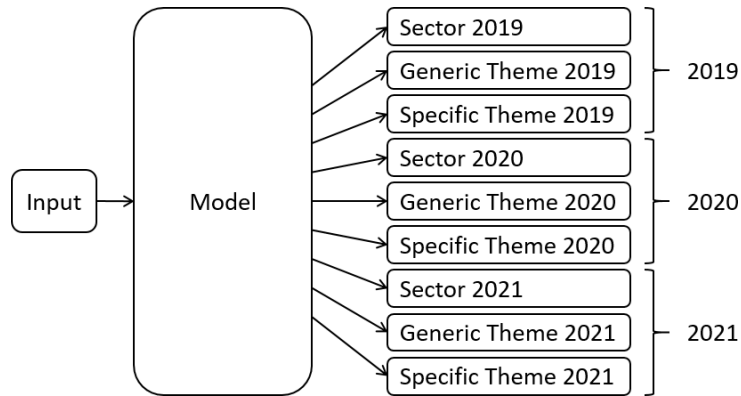 Input
Model
Sector 2019
Generic Theme 2019
Specific Theme 2019
2019
Sector 2020
Generic Theme 2020
Specific Theme 2020
2020
Sector 2021
Generic Theme 2021
Specific Theme 2021
2021